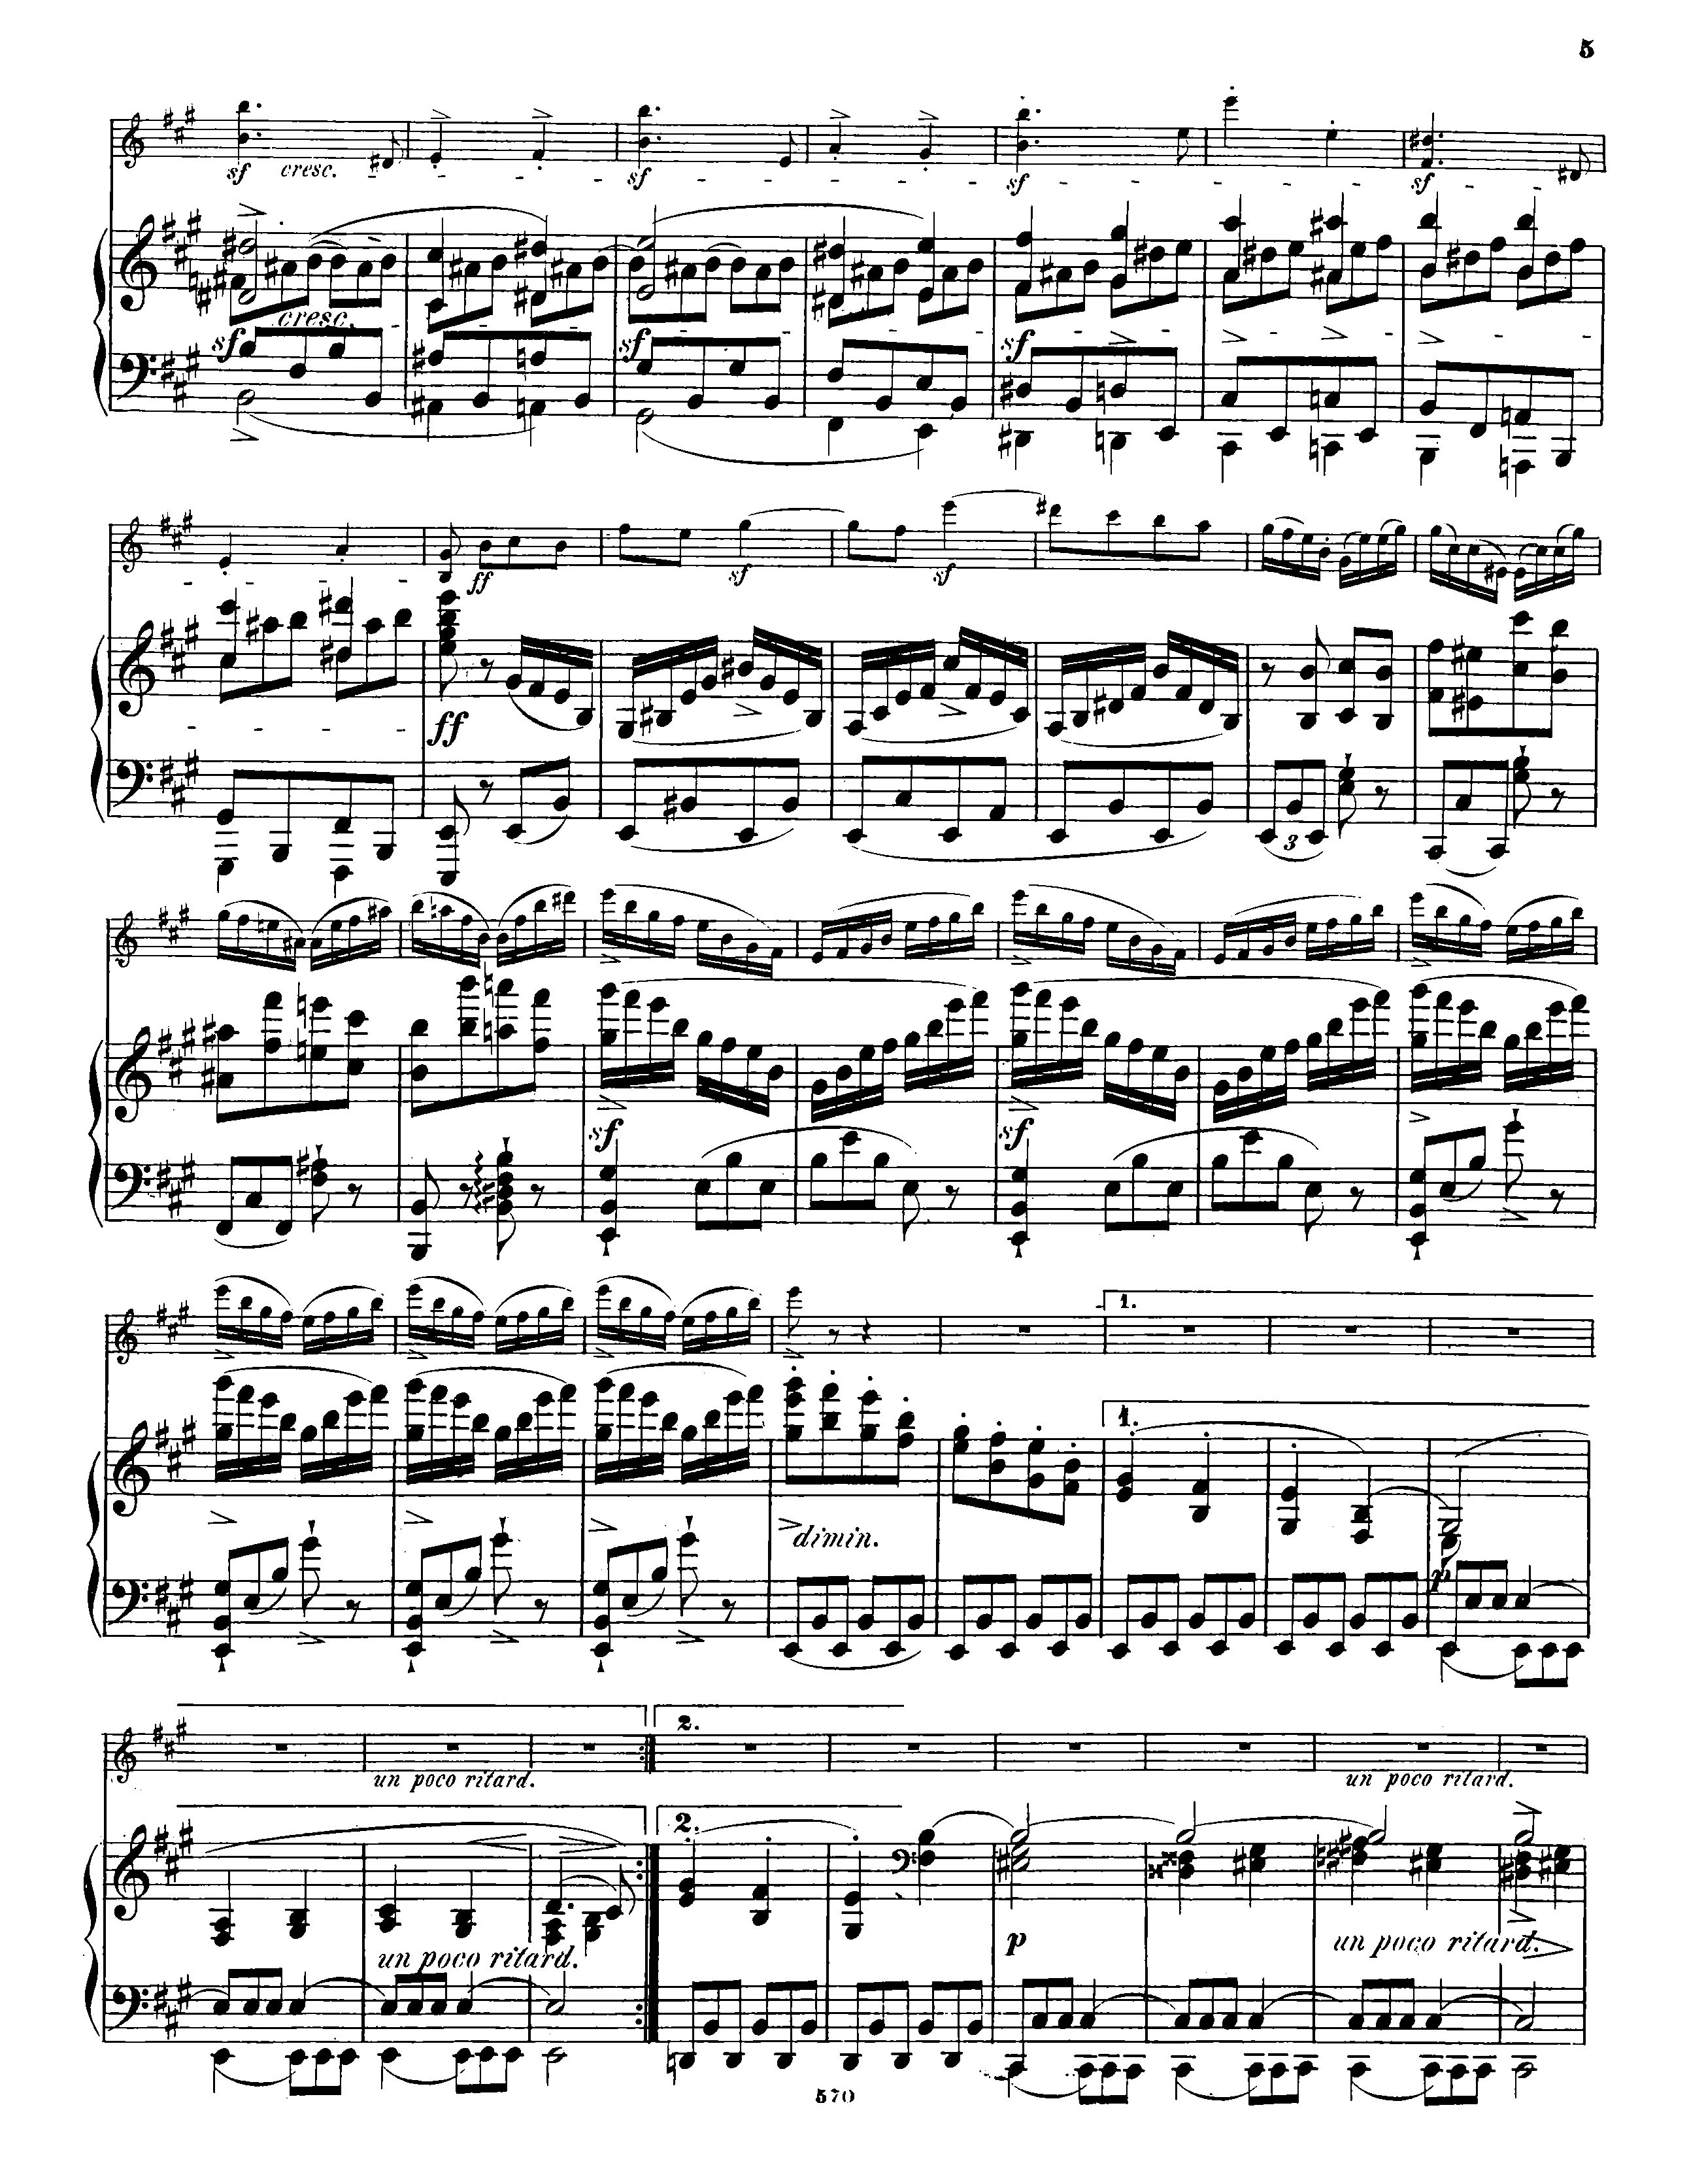 5
sf cresc. sf sf sf
cresc.
sf sf sf
ff sf sf
ff
3
sf sf
1.
1.
dimin.
p
2.
un poco ritard. un poco ritard.
2.
p
un poco ritard. un poco ritard.
570